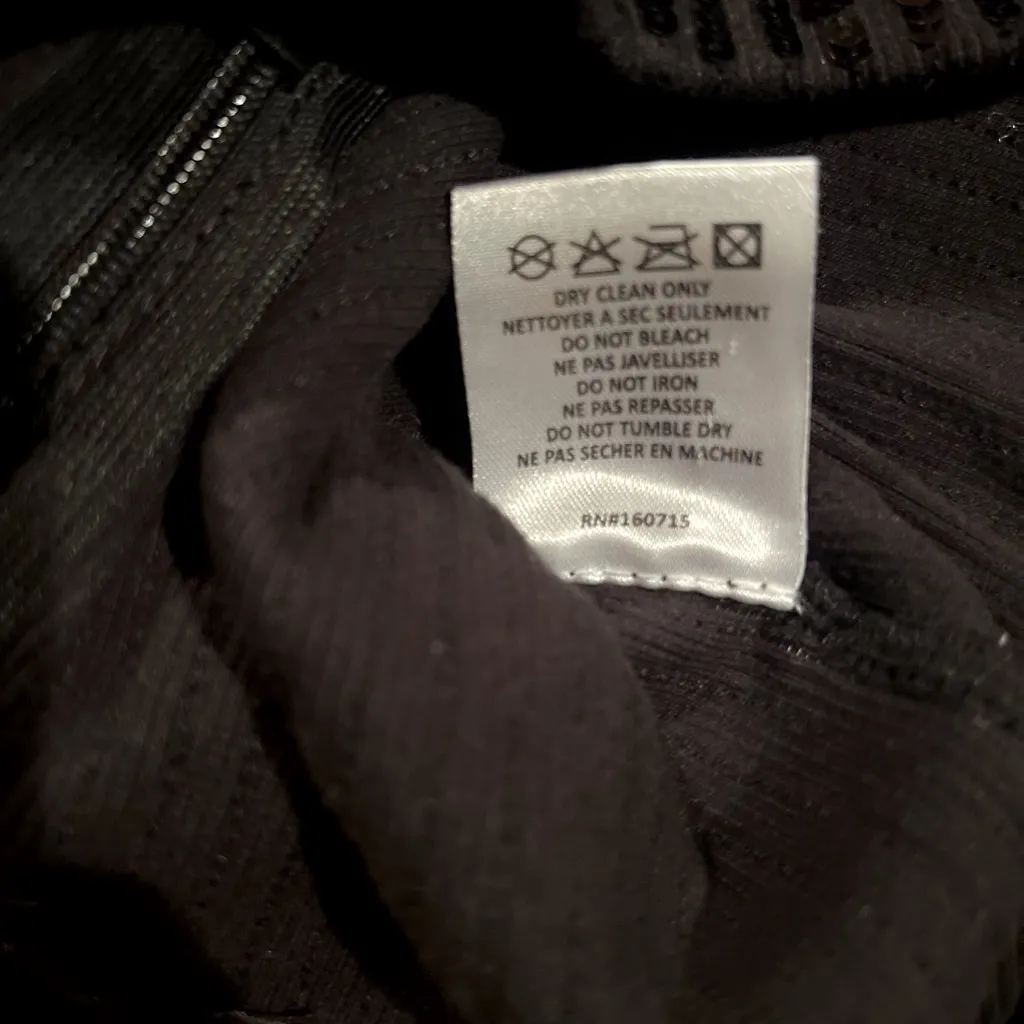 DRY CLEAN ONLY
NETTOYER A SEC SEULEMENT
DO NOT BLEACH
NE PAS JAVELLISER
DO NOT IRON
NE PAS REPASSER
DO NOT TUMBLE DRY
NE PAS SECHER EN MACHINE
RN#160715